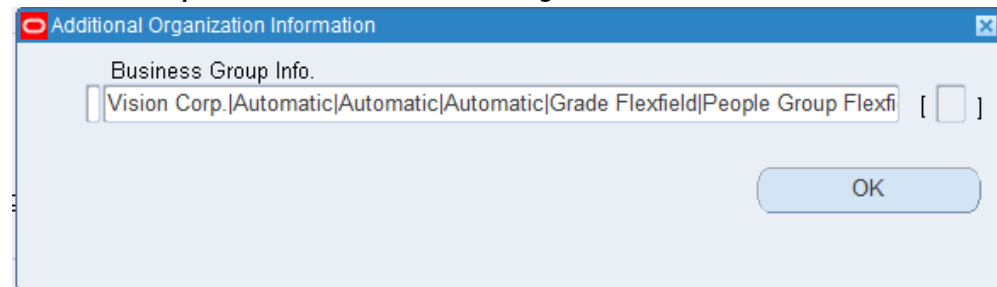 Additional Organization Information
Business Group Info.
Vision Corp.|Automatic|Automatic|Automatic|Grade Flexfield|People Group Flexfi
[ ]
OK